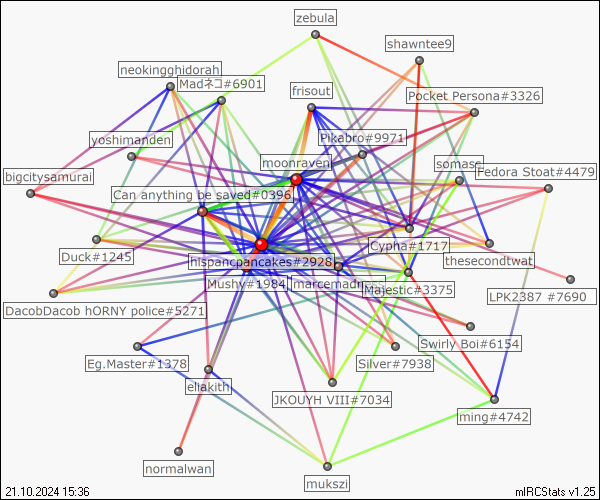 zebula
shawntee9
neokingghidorah
Madネコ#6901
frisout
Pocket Persona#3326
yoshimanden
Pikabro#9971
moonraven
somass
Fedora Stoat#4479
bigcitysamurai
Can anything be saved#0396
Cypha#1717
Duck#1245
hispancpancakes#2928
thesecondtwat
Mushy#1984
marcemadr
Majestic#3375
LPK2387 #7690
DacobDacob hORNY police#5271
Swirly Boi#6154
Eg.Master#1378
Silver#7938
eliakith
JKOUYH VIII#7034
ming#4742
normalwan
mukszi
21.10.2024 15:36
mIRCStats v1.25